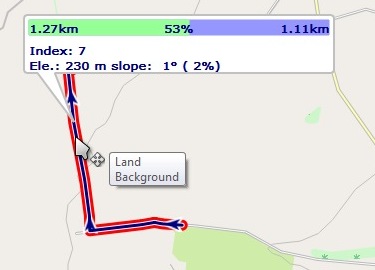 1.27km 53% 1.11km
Index: 7
Ele.: 230 m slope: 1° ( 2%)
Land
Background